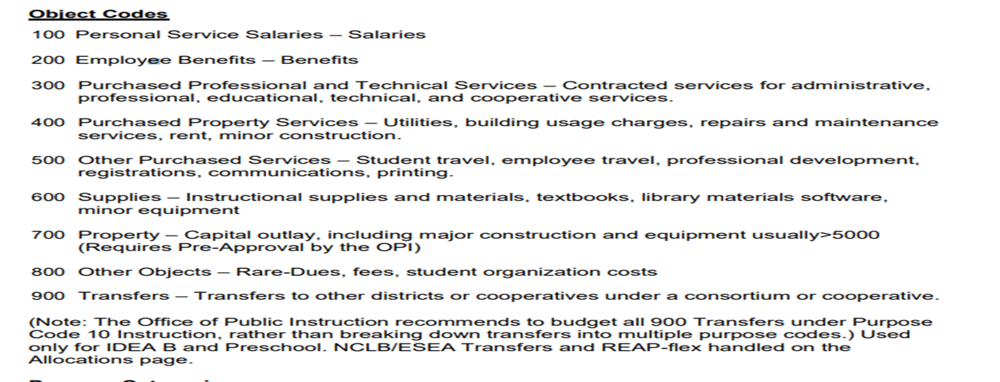 Object Codes
100 Personal Service Salaries – Salaries
200 Employee Benefits – Benefits
300 Purchased Professional and Technical Services – Contracted services for administrative,
professional, educational, technical, and cooperative services.
400 Purchased Property Services – Utilities, building usage charges, repairs and maintenance
services, rent, minor construction.
500 Other Purchased Services – Student travel, employee travel, professional development,
registrations, communications, printing.
600 Supplies – Instructional supplies and materials, textbooks, library materials software,
minor equipment
700 Property – Capital outlay, including major construction and equipment usually>5000
(Requires Pre-Approval by the OPI)
800 Other Objects – Rare-Dues, fees, student organization costs
900 Transfers – Transfers to other districts or cooperatives under a consortium or cooperative.
(Note: The Office of Public Instruction recommends to budget all 900 Transfers under Purpose
Code 10 Instruction, rather than breaking down transfers into multiple purpose codes.) Used
only for IDEA B and Preschool. NCLB/ESEA Transfers and REAP-flex handled on the
Allocations page.